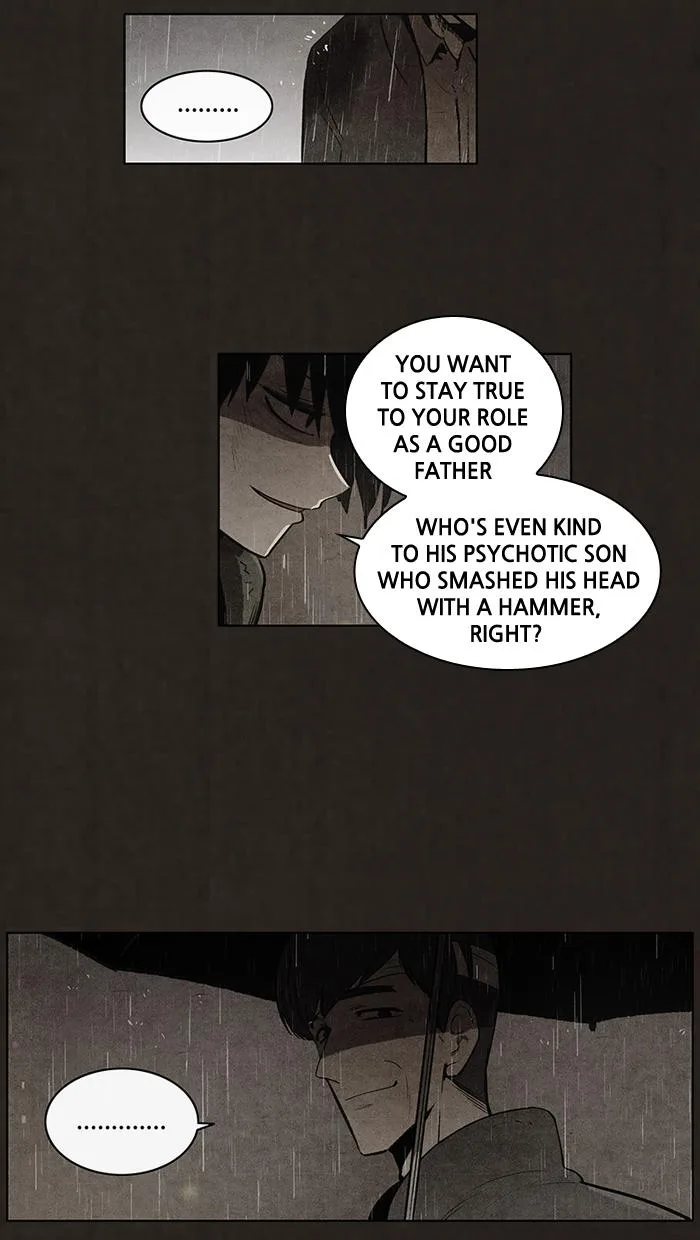 .........
YOU WANT
TO STAY TRUE
TO YOUR ROLE
AS A GOOD
FATHER
WHO'S EVEN KIND
TO HIS PSYCHOTIC SON
WHO SMASHED HIS HEAD
WITH A HAMMER,
RIGHT?
.............